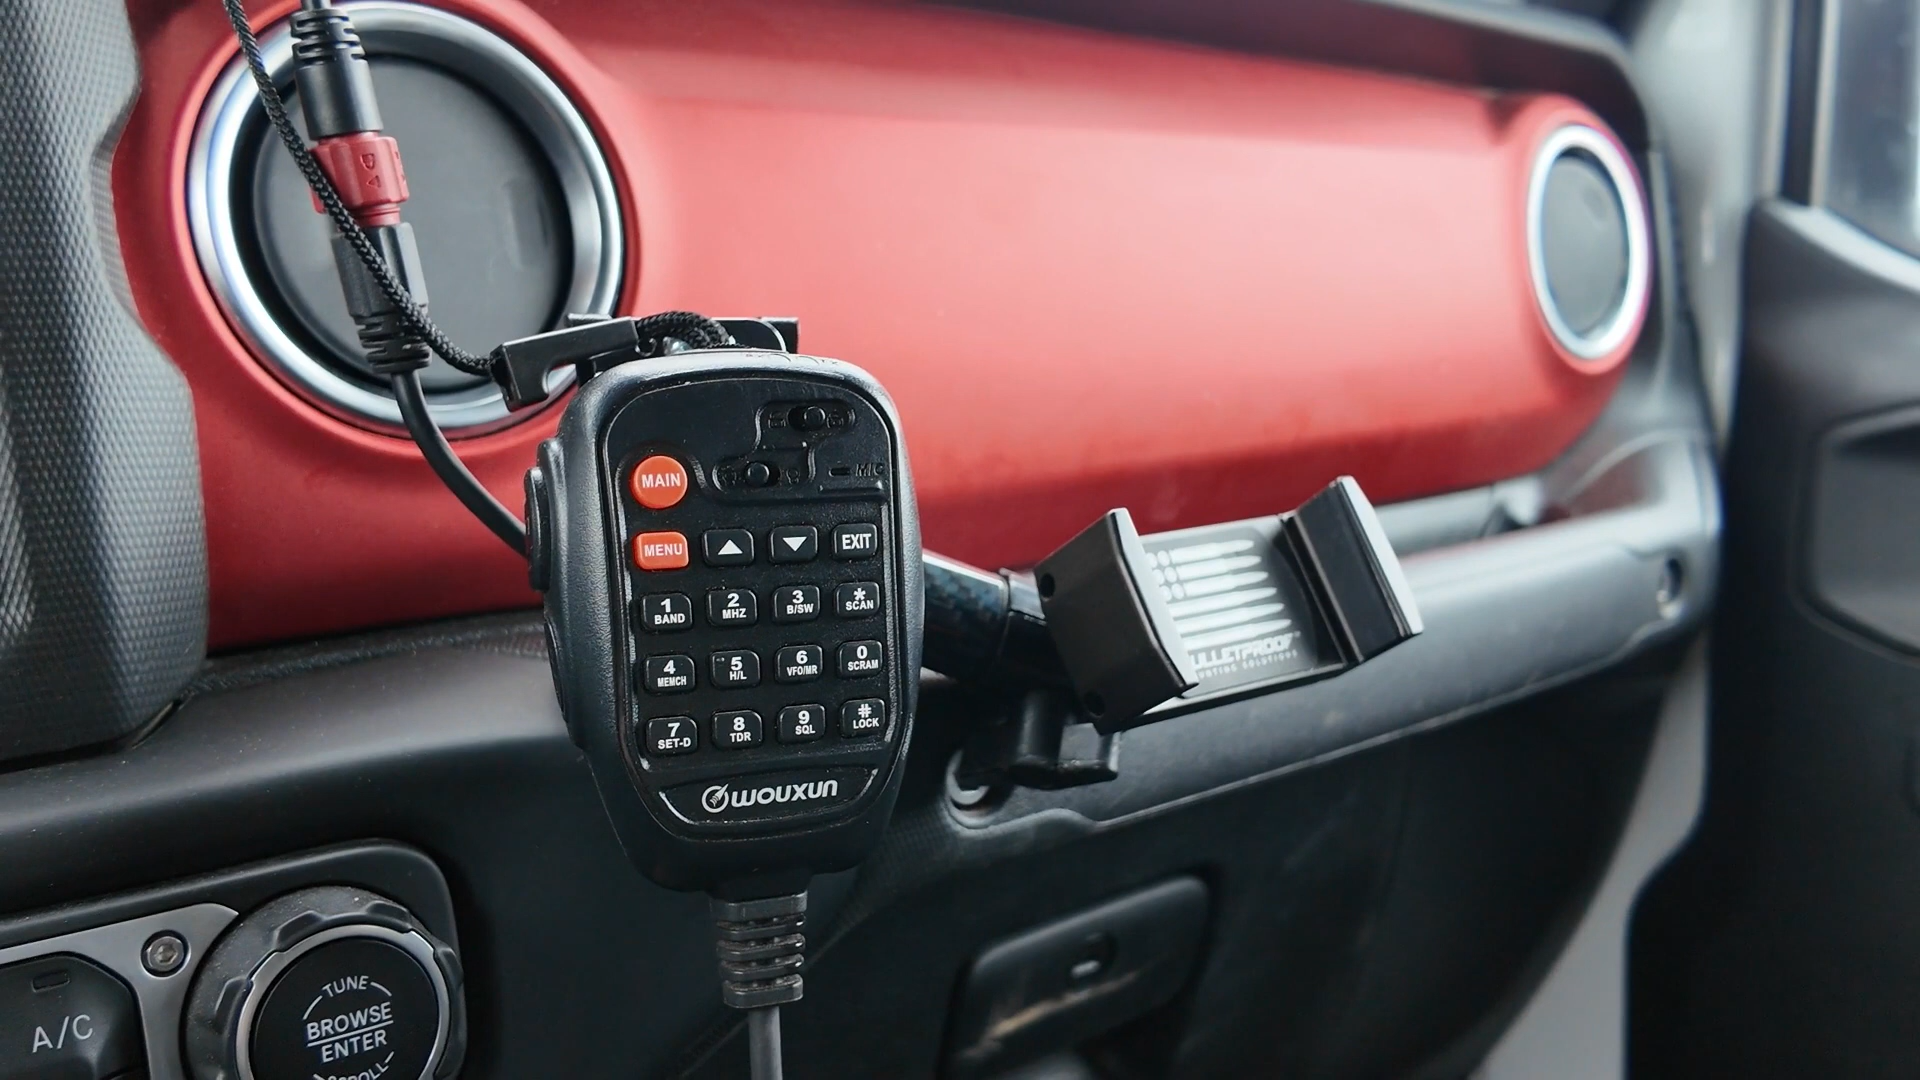 MIC
MAIN
MENU
EXIT
1
BAND
2
MHZ
3
B/SW
*
SCAN
4
MEMCH
5
H/L
6
VFO/MR
0
SCRAM
7
SET-D
8
TDR
9
SQL
#
LOCK
WOUXUN
ULLETPROOF
A/C
TUNE
BROWSE
ENTER